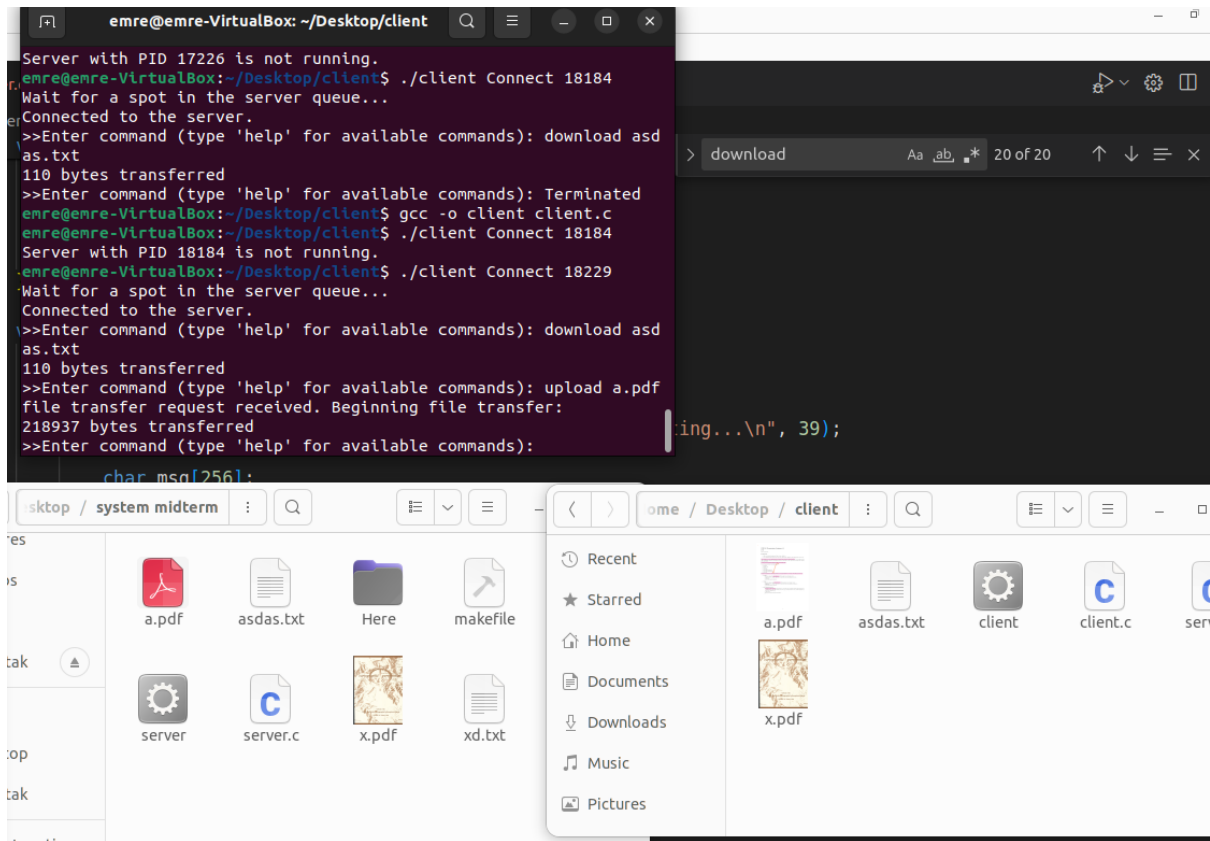 emre@emre-VirtualBox: ~/Desktop/client
Server with PID 17226 is not running.
emre@emre-VirtualBox:~/Desktop/client$ ./client Connect 18184
Wait for a spot in the server queue...
Connected to the server.
>>Enter command (type 'help' for available commands): download asd
as.txt
110 bytes transferred
>>Enter command (type 'help' for available commands): Terminated
emre@emre-VirtualBox:~/Desktop/client$ gcc -o client client.c
emre@emre-VirtualBox:~/Desktop/client$ ./client Connect 18184
Server with PID 18184 is not running.
emre@emre-VirtualBox:~/Desktop/client$ ./client Connect 18229
Wait for a spot in the server queue...
Connected to the server.
>>Enter command (type 'help' for available commands): download asd
as.txt
110 bytes transferred
>>Enter command (type 'help' for available commands): upload a.pdf
file transfer request received. Beginning file transfer:
218937 bytes transferred
>>Enter command (type 'help' for available commands):
download Aa ab 20 of 20
ing...\n", 39);
char msg[256];
sktop / system midterm
res
os
tak
top
tak
a.pdf asdas.txt Here makefile
server server.c x.pdf xd.txt
ome / Desktop / client
Recent
Starred
Home
Documents
Downloads
Music
Pictures
a.pdf asdas.txt client client.c ser
x.pdf